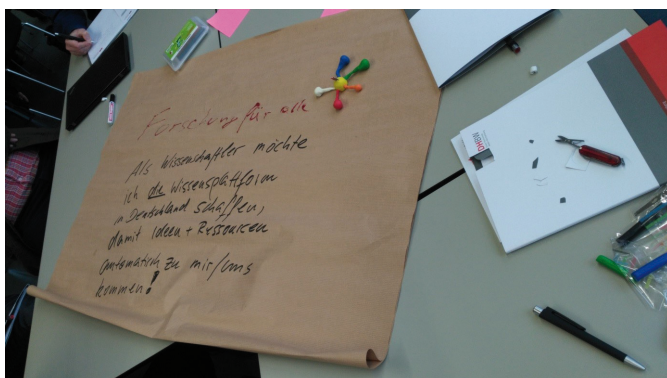 Forschung für alle
Als Wissenschaftler möchte
ich die Wissensplattform
in Deutschland schaffen,
damit Ideen + Ressourcen
automatisch zu mir/uns
kommen!
DHBW